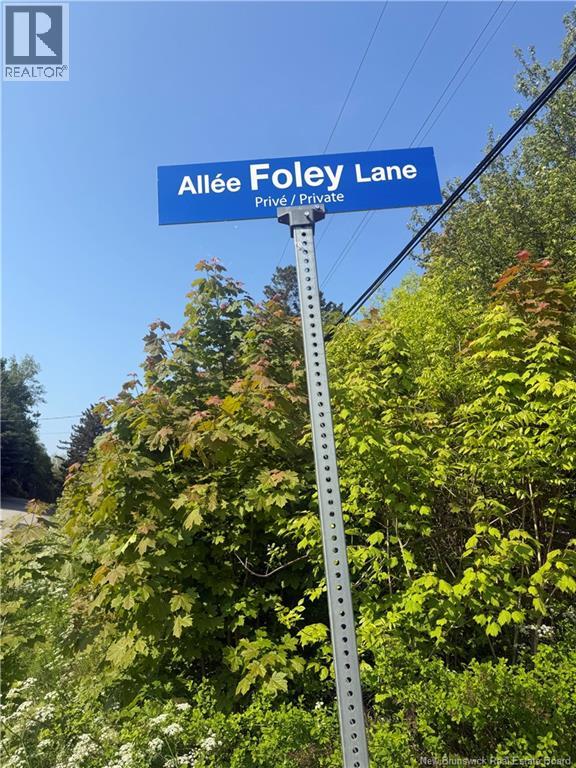 REALTOR®
Allée Foley Lane
Privé / Private
New Brunswick Real Estate Board